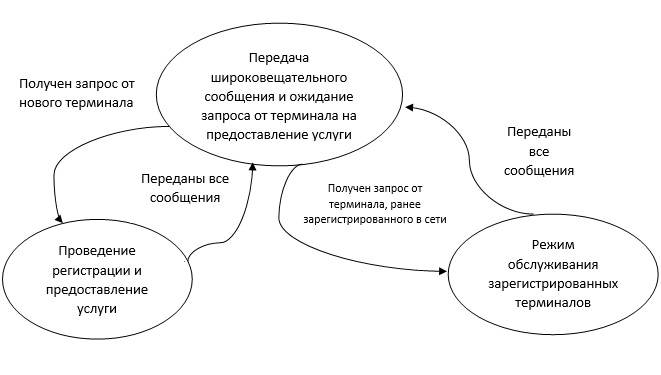 Передача
широковещательного
сообщения и ожидание
запроса от терминала на
предоставление услуги
Получен запрос от
нового терминала
Переданы
все
сообщения
Переданы все
сообщения
Получен запрос от
терминала, ранее
зарегистрированного в сети
Проведение
регистрации и
предоставление
услуги
Режим
обслуживания
зарегистрированных
терминалов